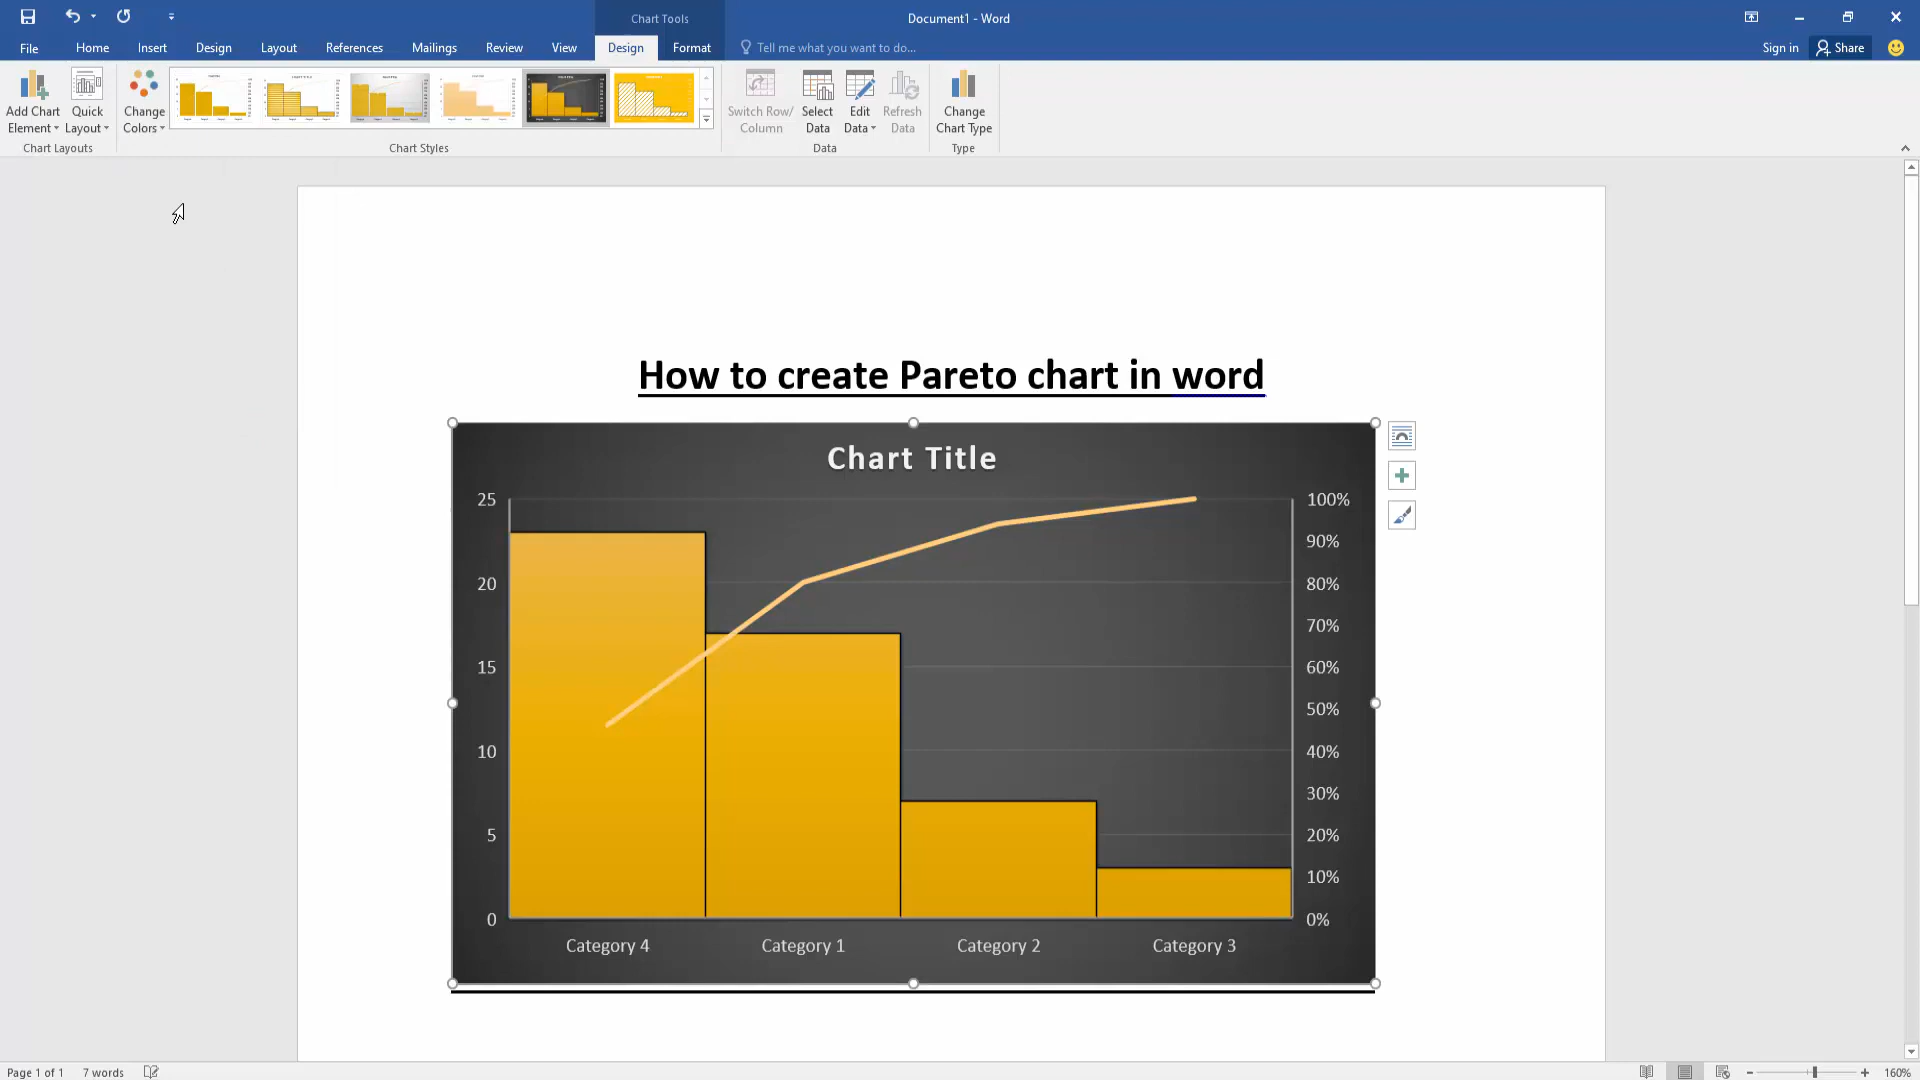 Chart Tools
Document1 - Word
File Home Insert Design Layout References Mailings Review View Design Format Tell me what you want to do... Sign in Share
Add Chart Element
Quick Layout
Change Colors
Switch Row/ Column
Select Data
Edit Data
Refresh Data
Change Chart Type
Chart Layouts Chart Styles Data Type
How to create Pareto chart in word
Chart Title
25 100%
90%
20 80%
70%
15 60%
50%
10 40%
30%
5 20%
10%
0 0%
Category 4 Category 1 Category 2 Category 3
Page 1 of 1 7 words 160%